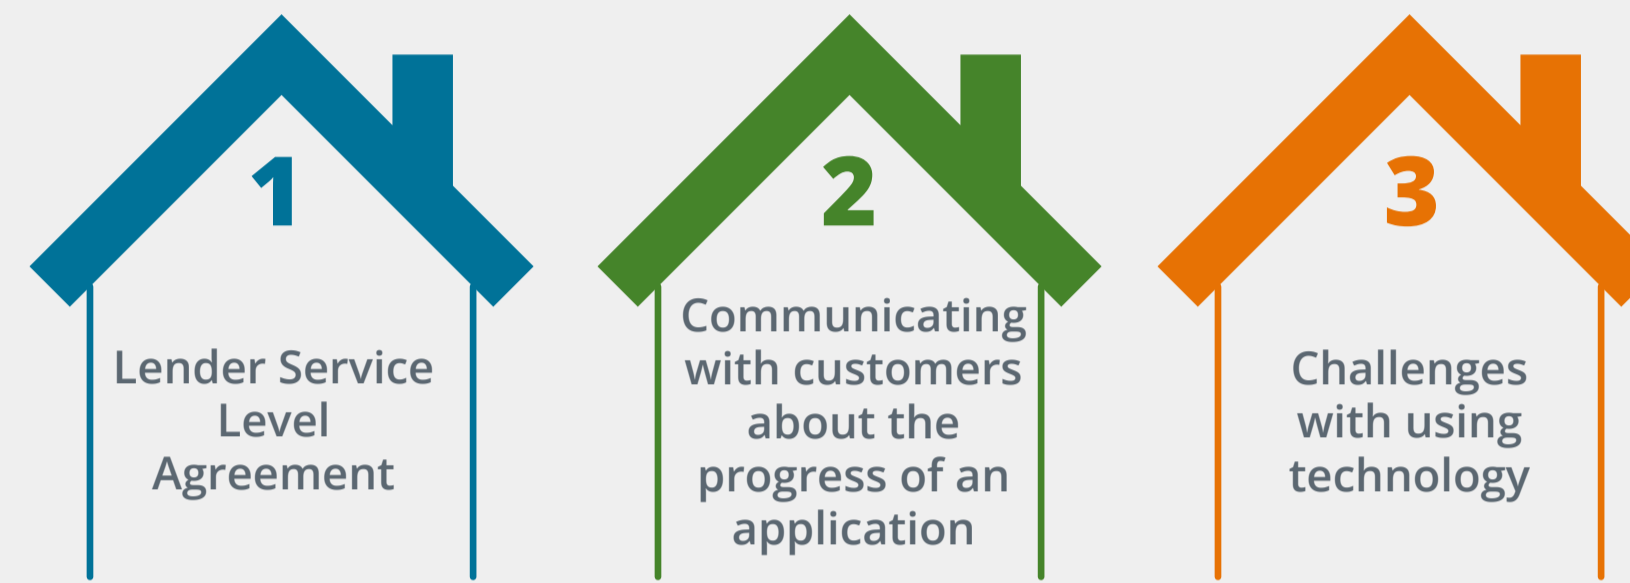 1
Lender Service
Level
Agreement
2
Communicating
with customers
about the
progress of an
application
3
Challenges
with using
technology